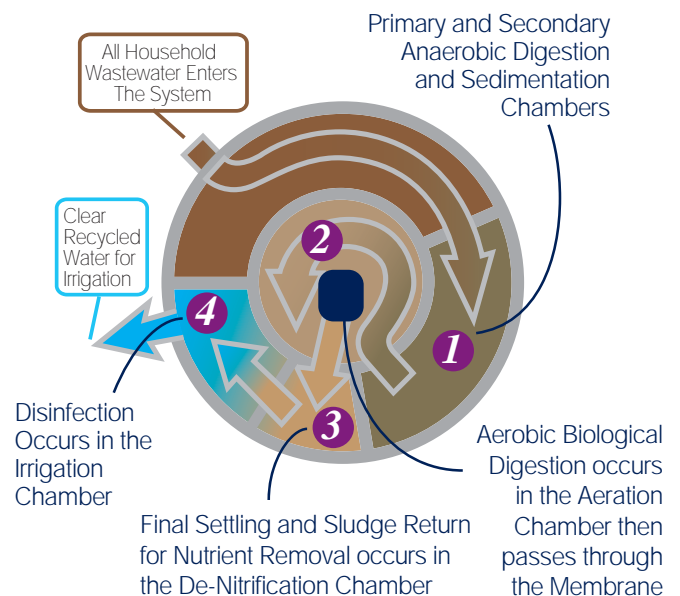 Primary and Secondary
Anaerobic Digestion
and Sedimentation
Chambers
All Household
Wastewater Enters
The System
Clear
Recycled
Water for
Irrigation
2
4
1
3
Disinfection
Occurs in the
Irrigation
Chamber
Aerobic Biological
Digestion occurs
in the Aeration
Chamber then
passes through
the Membrane
Final Settling and Sludge Return
for Nutrient Removal occurs in
the De-Nitrification Chamber